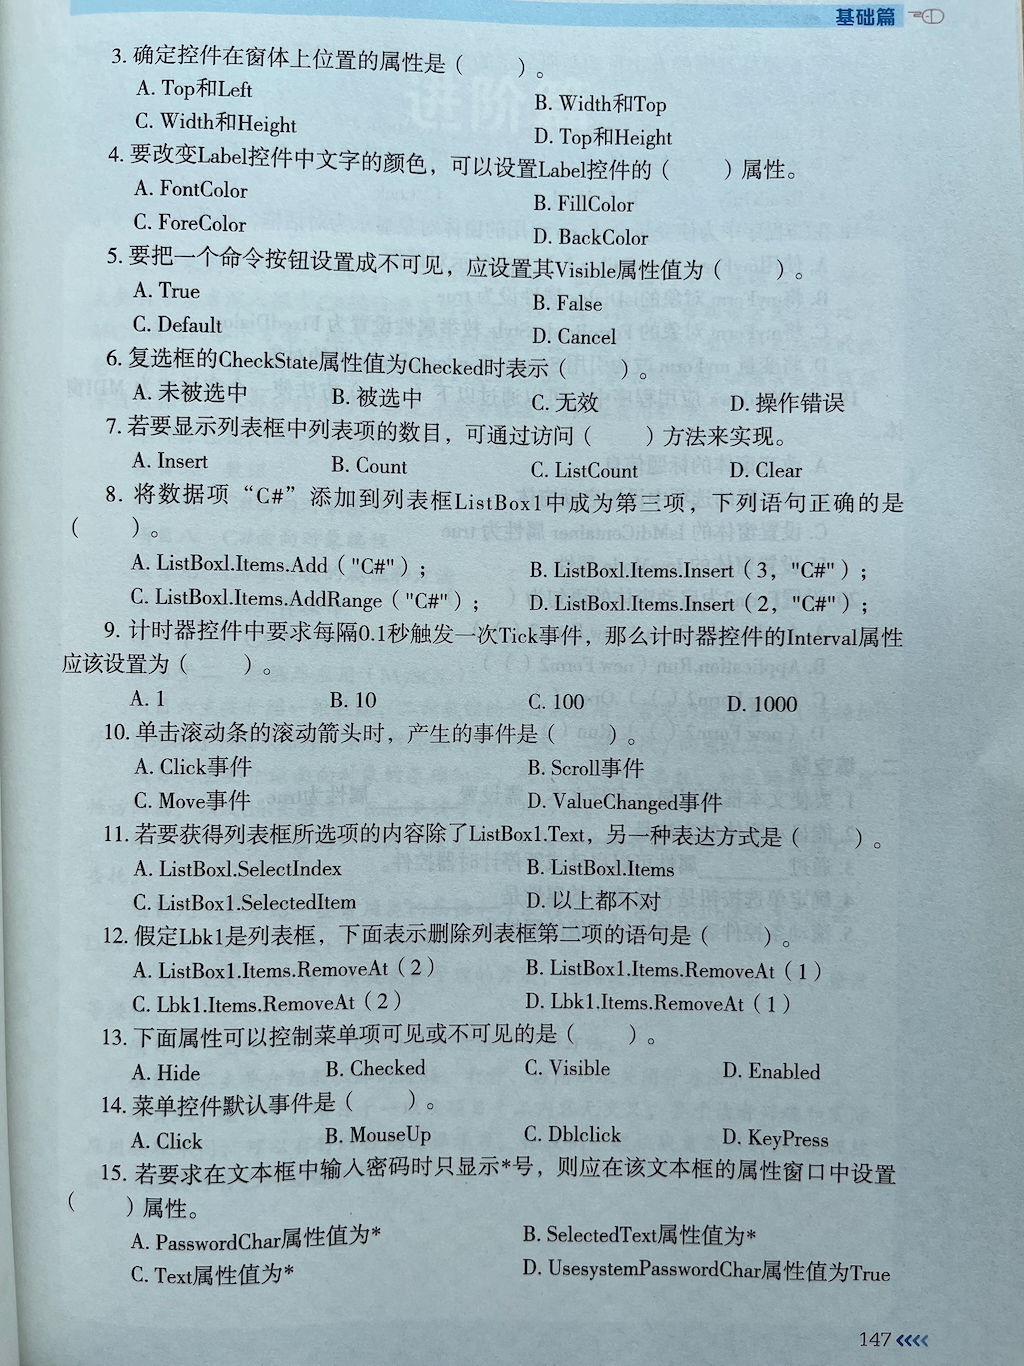 基础篇
3. 确定控件在窗体上位置的属性是（　　）。
A. Top和Left
B. Width和Top
C. Width和Height
D. Top和Height
4. 要改变Label控件中文字的颜色，可以设置Label控件的（　　）属性。
A. FontColor
B. FillColor
C. ForeColor
D. BackColor
5. 要把一个命令按钮设置成不可见，应设置其Visible属性值为（　　）。
A. True
B. False
C. Default
D. Cancel
6. 复选框的CheckState属性值为Checked时表示（　　）。
A. 未被选中 B. 被选中 C. 无效 D. 操作错误
7. 若要显示列表框中列表项的数目，可通过访问（　　）方法来实现。
A. Insert B. Count C. ListCount D. Clear
8. 将数据项“C#”添加到列表框ListBox1中成为第三项，下列语句正确的是
（　　）。
A. ListBoxl.Items.Add（"C#"）；
B. ListBoxl.Items.Insert（3，"C#"）；
C. ListBoxl.Items.AddRange（"C#"）；
D. ListBoxl.Items.Insert（2，"C#"）；
9. 计时器控件中要求每隔0.1秒触发一次Tick事件，那么计时器控件的Interval属性
应该设置为（　　）。
A. 1 B. 10 C. 100 D. 1000
10. 单击滚动条的滚动箭头时，产生的事件是（　　）。
A. Click事件 B. Scroll事件
C. Move事件 D. ValueChanged事件
11. 若要获得列表框所选项的内容除了ListBox1.Text，另一种表达方式是（　　）。
A. ListBoxl.SelectIndex B. ListBoxl.Items
C. ListBox1.SelectedItem D. 以上都不对
12. 假定Lbk1是列表框，下面表示删除列表框第二项的语句是（　　）。
A. ListBox1.Items.RemoveAt（2） B. ListBox1.Items.RemoveAt（1）
C. Lbk1.Items.RemoveAt（2） D. Lbk1.Items.RemoveAt（1）
13. 下面属性可以控制菜单项可见或不可见的是（　　）。
A. Hide B. Checked C. Visible D. Enabled
14. 菜单控件默认事件是（　　）。
A. Click B. MouseUp C. Dblclick D. KeyPress
15. 若要求在文本框中输入密码时只显示*号，则应在该文本框的属性窗口中设置
（　　）属性。
A. PasswordChar属性值为* B. SelectedText属性值为*
C. Text属性值为* D. UsesystemPasswordChar属性值为True
147